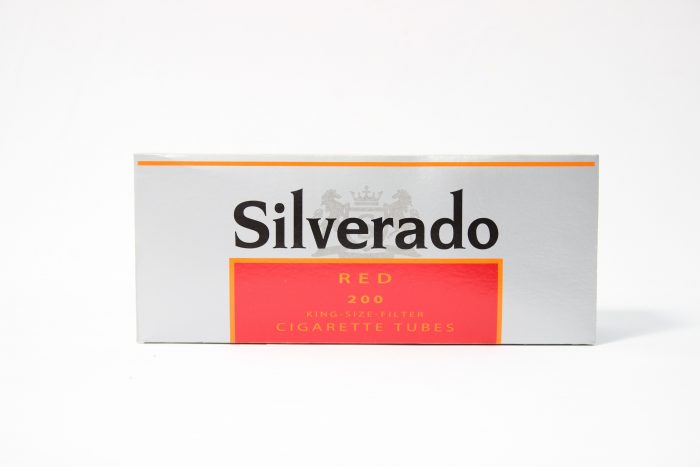 Silverado
RED
200
KING-SIZE-FILTER
CIGARETTE TUBES